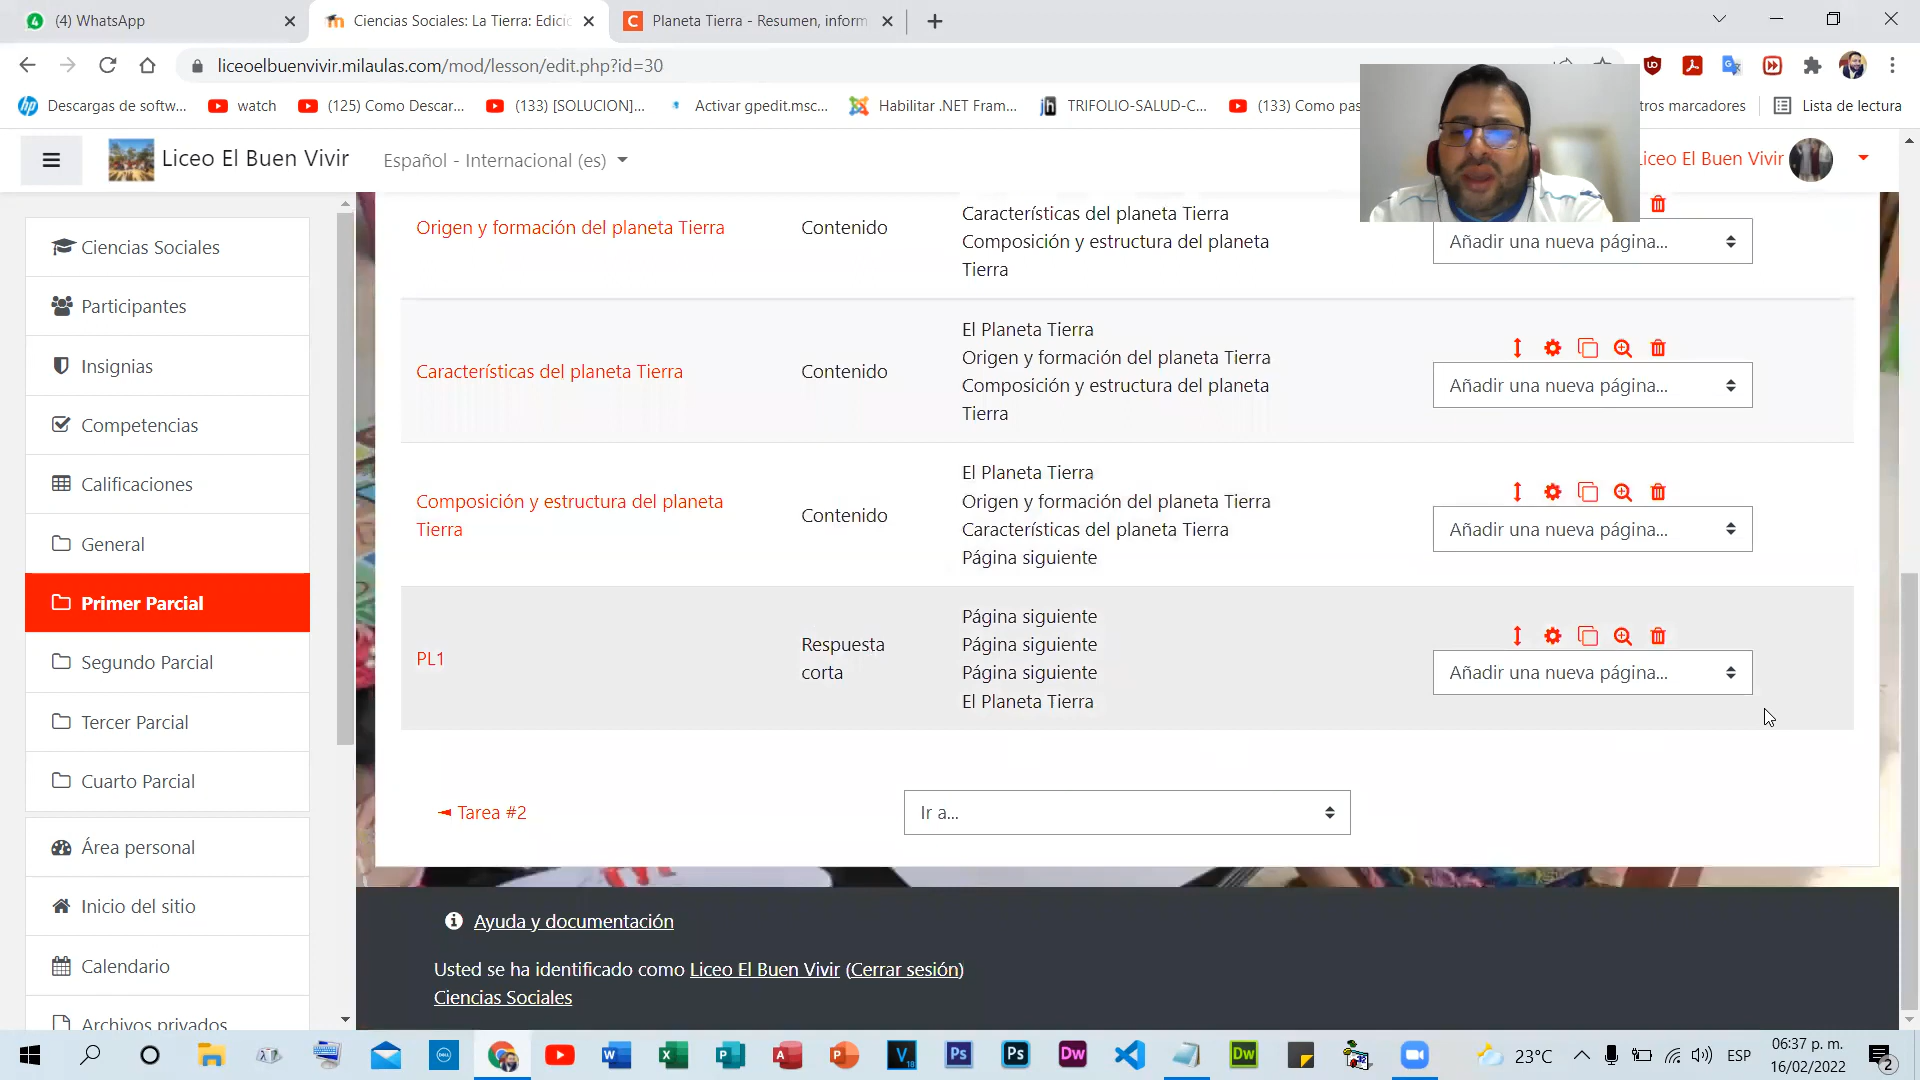 (4) WhatsApp
Ciencias Sociales: La Tierra: Edició
Planeta Tierra - Resumen, inform
liceoelbuenvivir.milaulas.com/mod/lesson/edit.php?id=30
Descargas de softw...
watch
(125) Como Descar...
(133) [SOLUCION]...
Activar gpedit.msc...
Habilitar .NET Fram...
TRIFOLIO-SALUD-C...
(133) Como pas
tros marcadores
Lista de lectura
Liceo El Buen Vivir
Español - Internacional (es)
Liceo El Buen Vivir
Ciencias Sociales
Participantes
Insignias
Competencias
Calificaciones
General
Primer Parcial
Segundo Parcial
Tercer Parcial
Cuarto Parcial
Área personal
Inicio del sitio
Calendario
Archivos privados
Origen y formación del planeta Tierra
Contenido
Características del planeta Tierra
Composición y estructura del planeta
Tierra
Añadir una nueva página...
Características del planeta Tierra
Contenido
El Planeta Tierra
Origen y formación del planeta Tierra
Composición y estructura del planeta
Tierra
Añadir una nueva página...
Composición y estructura del planeta
Tierra
Contenido
El Planeta Tierra
Origen y formación del planeta Tierra
Características del planeta Tierra
Página siguiente
Añadir una nueva página...
PL1
Respuesta
corta
Página siguiente
Página siguiente
Página siguiente
El Planeta Tierra
Añadir una nueva página...
◄ Tarea #2
Ir a...
Ayuda y documentación
Usted se ha identificado como Liceo El Buen Vivir (Cerrar sesión)
Ciencias Sociales
23°C
ESP
06:37 p. m.
16/02/2022
2